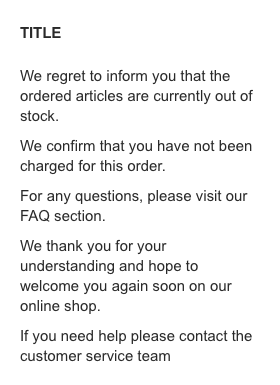 TITLE
We regret to inform you that the
ordered articles are currently out of
stock.
We confirm that you have not been
charged for this order.
For any questions, please visit our
FAQ section.
We thank you for your
understanding and hope to
welcome you again soon on our
online shop.
If you need help please contact the
customer service team